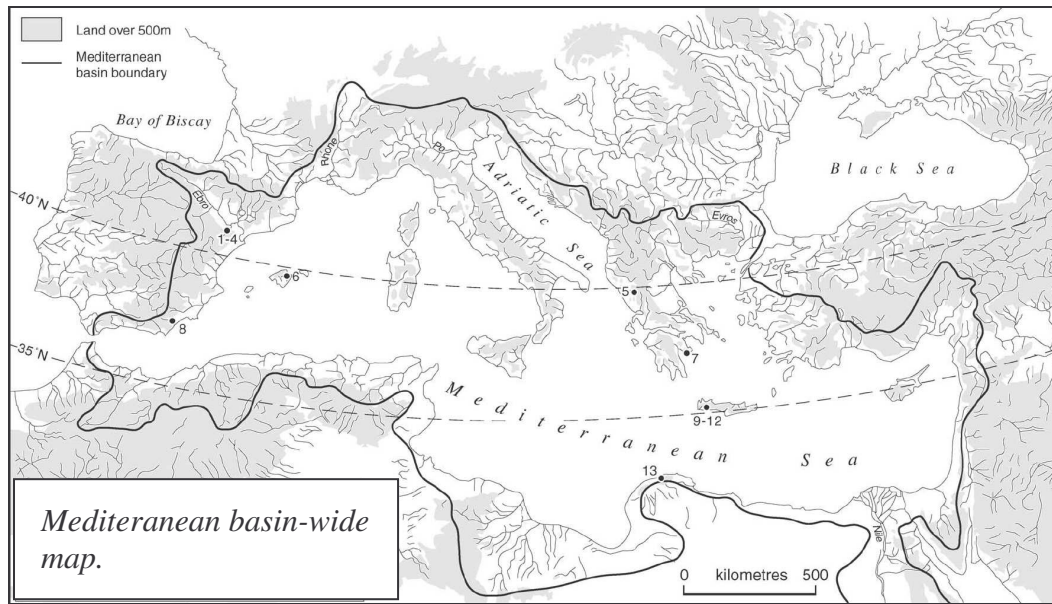 Land over 500m
Mediterranean
basin boundary
Bay of Biscay
Rhône
Po
Adriatic Sea
Black Sea
Ebro
Evros
40°N
1-4
6
5
8
7
35°N
Mediterranean Sea
9-12
13
Nile
Mediteranean basin-wide
map.
0 kilometres 500